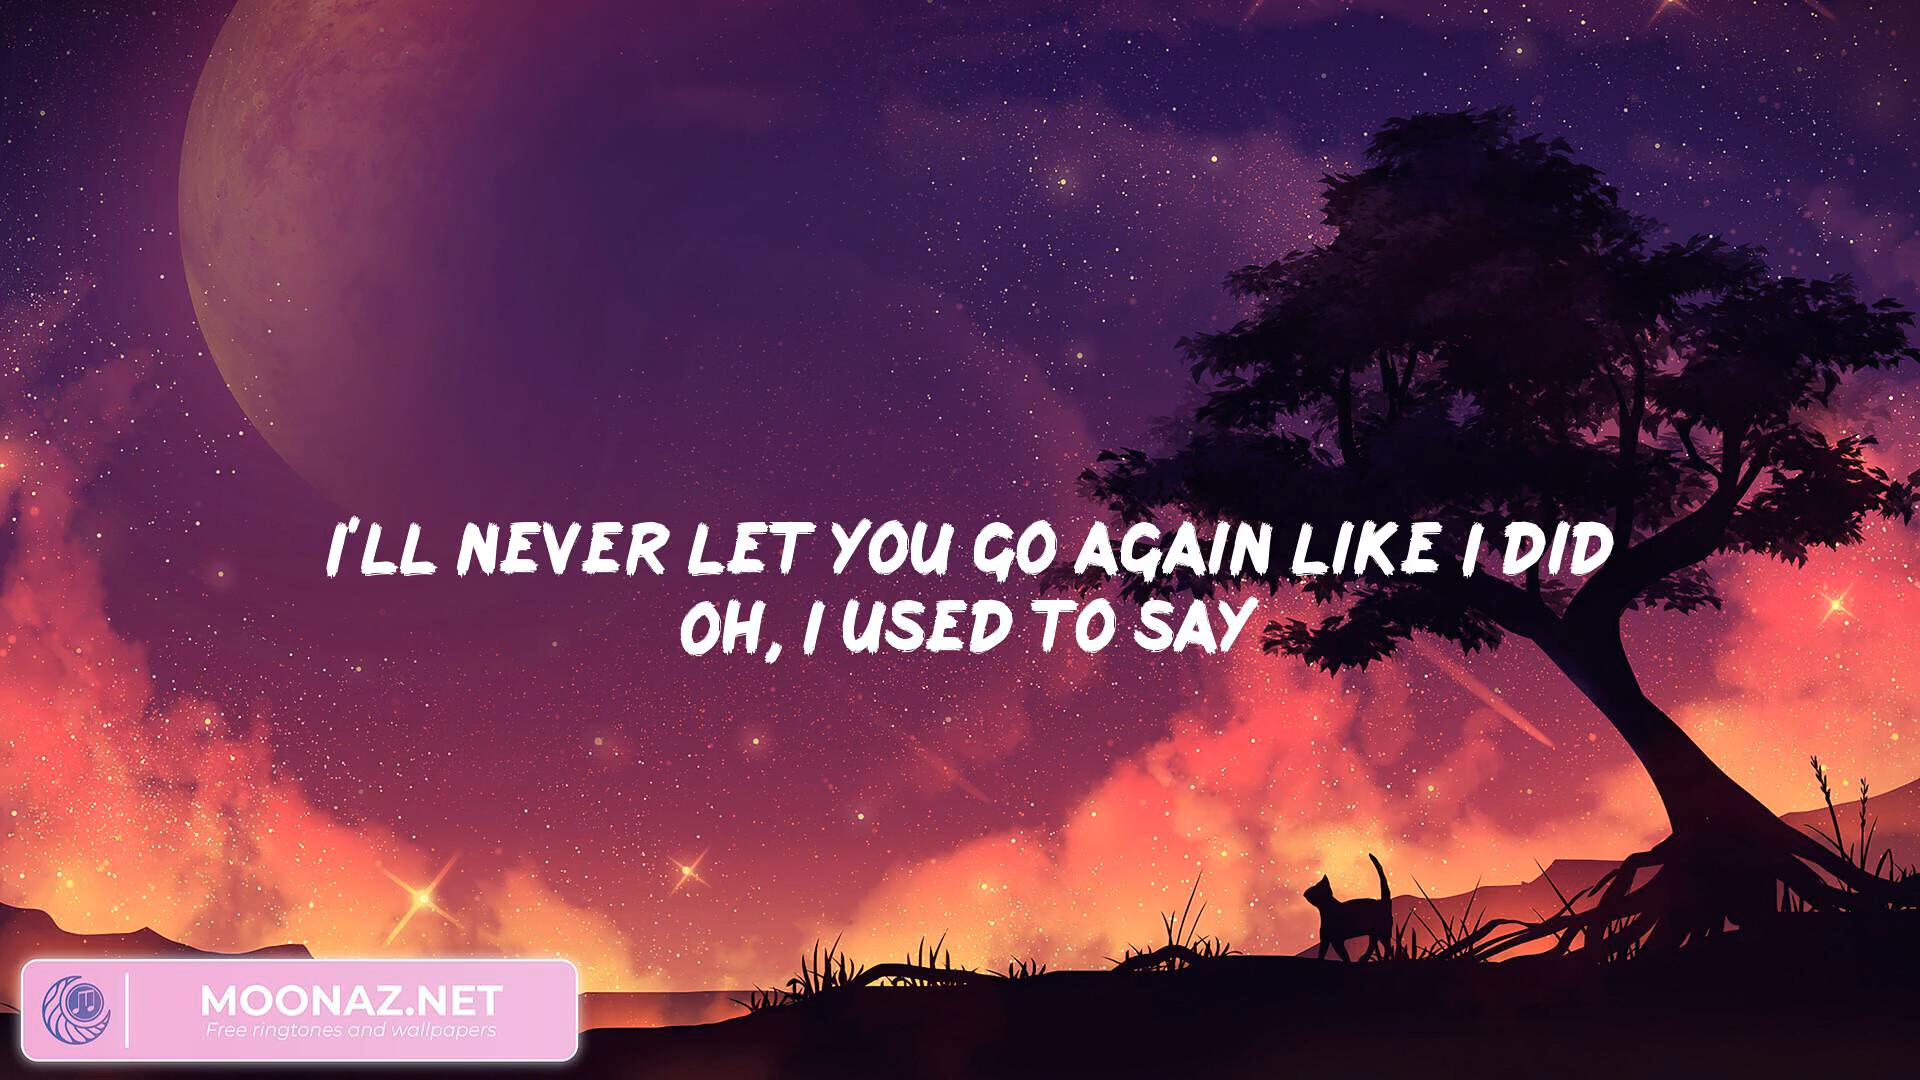 I'LL NEVER LET YOU GO AGAIN LIKE I DID
OH, I USED TO SAY
MOONAZ.NET
Free ringtones and wallpapers